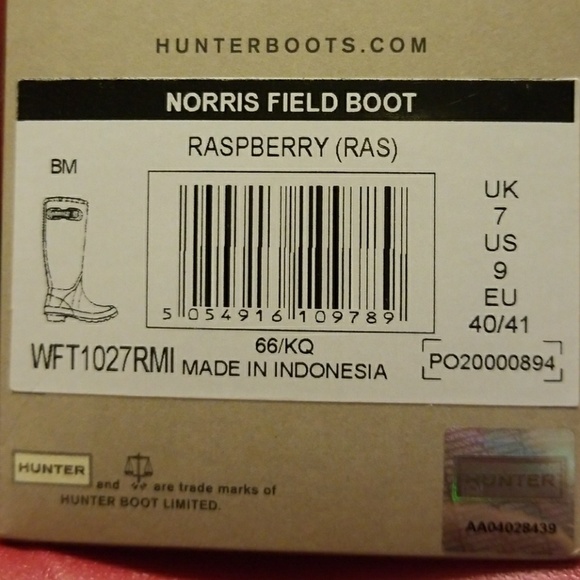 HUNTERBOOTS.COM
NORRIS FIELD BOOT
RASPBERRY (RAS)
BM
UK
7
US
9
EU
40/41
5 054916 109789
66/KQ
WFT1027RMI MADE IN INDONESIA
PO20000894
HUNTER and are trade marks of
HUNTER BOOT LIMITED.
HUNTER
AA04028439